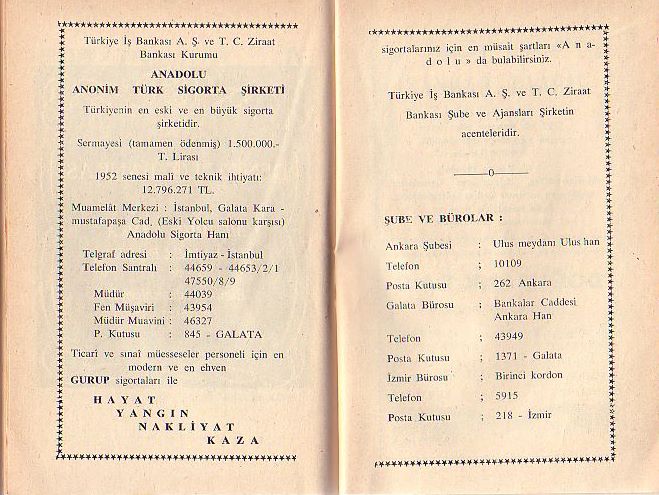 Türkiye İş Bankası A. Ş. ve T. C. Ziraat
Bankası Kurumu
ANADOLU
ANONİM TÜRK SİGORTA ŞİRKETİ
Türkiyenin en eski ve en büyük sigorta
şirketidir.
Sermayesi (tamamen ödenmiş) 1.500.000.-
T. Lirası
1952 senesi mali ve teknik ihtiyatı:
12.796.271 TL.
Muamelât Merkezi : İstanbul, Galata Kara -
mustafapaşa Cad. (Eski Yolcu salonu karşısı)
Anadolu Sigorta Hanı
Telgraf adresi : İmtiyaz - İstanbul
Telefon Santralı : 44659 - 44653/2/1
47550/8/9
Müdür : 44039
Fen Müşaviri : 43954
Müdür Muavini : 46327
P. Kutusu : 845 - GALATA
Ticarî ve sınaî müesseseler personeli için en
modern ve en ehven
GURUP sigortaları ile
HAYAT
YANGIN
NAKLİYAT
KAZA
sigortalarınız için en müsait şartları «A n a-
d o l u » da bulabilirsiniz.
Türkiye İş Bankası A. Ş. ve T. C. Ziraat
Bankası Şube ve Ajansları Şirketin
acenteleridir.
——0——
ŞUBE VE BÜROLAR :
Ankara Şubesi : Ulus meydanı Ulus han
Telefon ; 10109
Posta Kutusu ; 262 Ankara
Galata Bürosu : Bankalar Caddesi
Ankara Han
Telefon ; 43949
Posta Kutusu ; 1371 - Galata
İzmir Bürosu ; Birinci kordon
Telefon ; 5915
Posta Kutusu ; 218 - İzmir